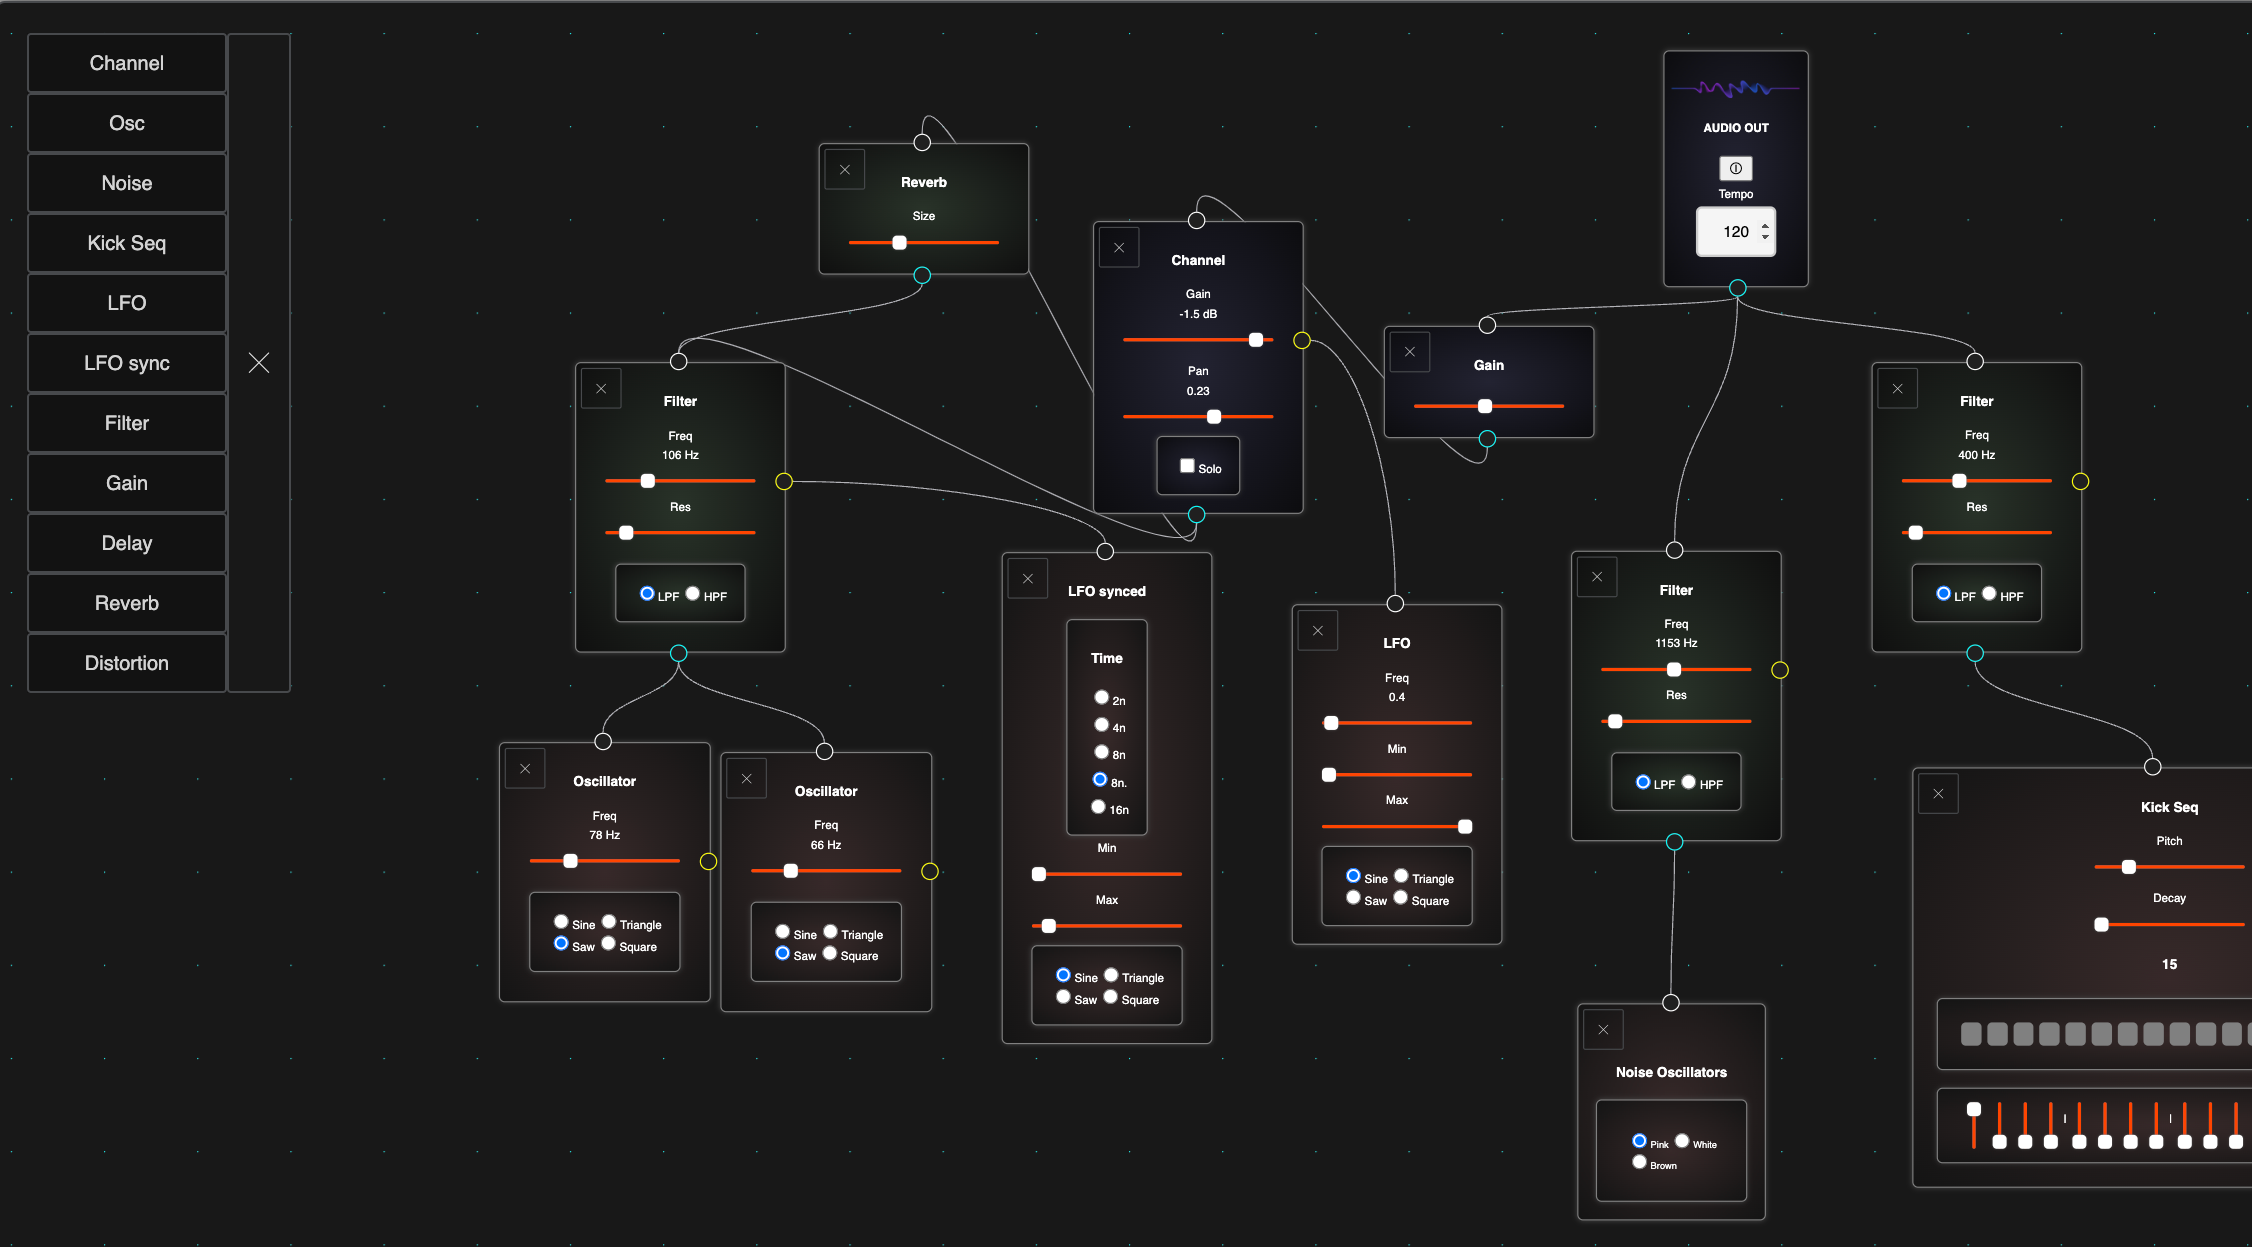 Channel
Osc
Noise
Kick Seq
LFO
LFO sync
Filter
Gain
Delay
Reverb
Distortion
Reverb
Size
Channel
Gain
-1.5 dB
Pan
0.23
Solo
AUDIO OUT
Tempo
120
Gain
Filter
Freq
106 Hz
Res
LPF HPF
Filter
Freq
400 Hz
Res
LPF HPF
LFO synced
Time
2n
4n
8n
8n.
16n
Min
Max
Sine Triangle
Saw Square
LFO
Freq
0.4
Min
Max
Sine Triangle
Saw Square
Filter
Freq
1153 Hz
Res
LPF HPF
Oscillator
Freq
78 Hz
Sine Triangle
Saw Square
Oscillator
Freq
66 Hz
Sine Triangle
Saw Square
Kick Seq
Pitch
Decay
15
Noise Oscillators
Pink White
Brown